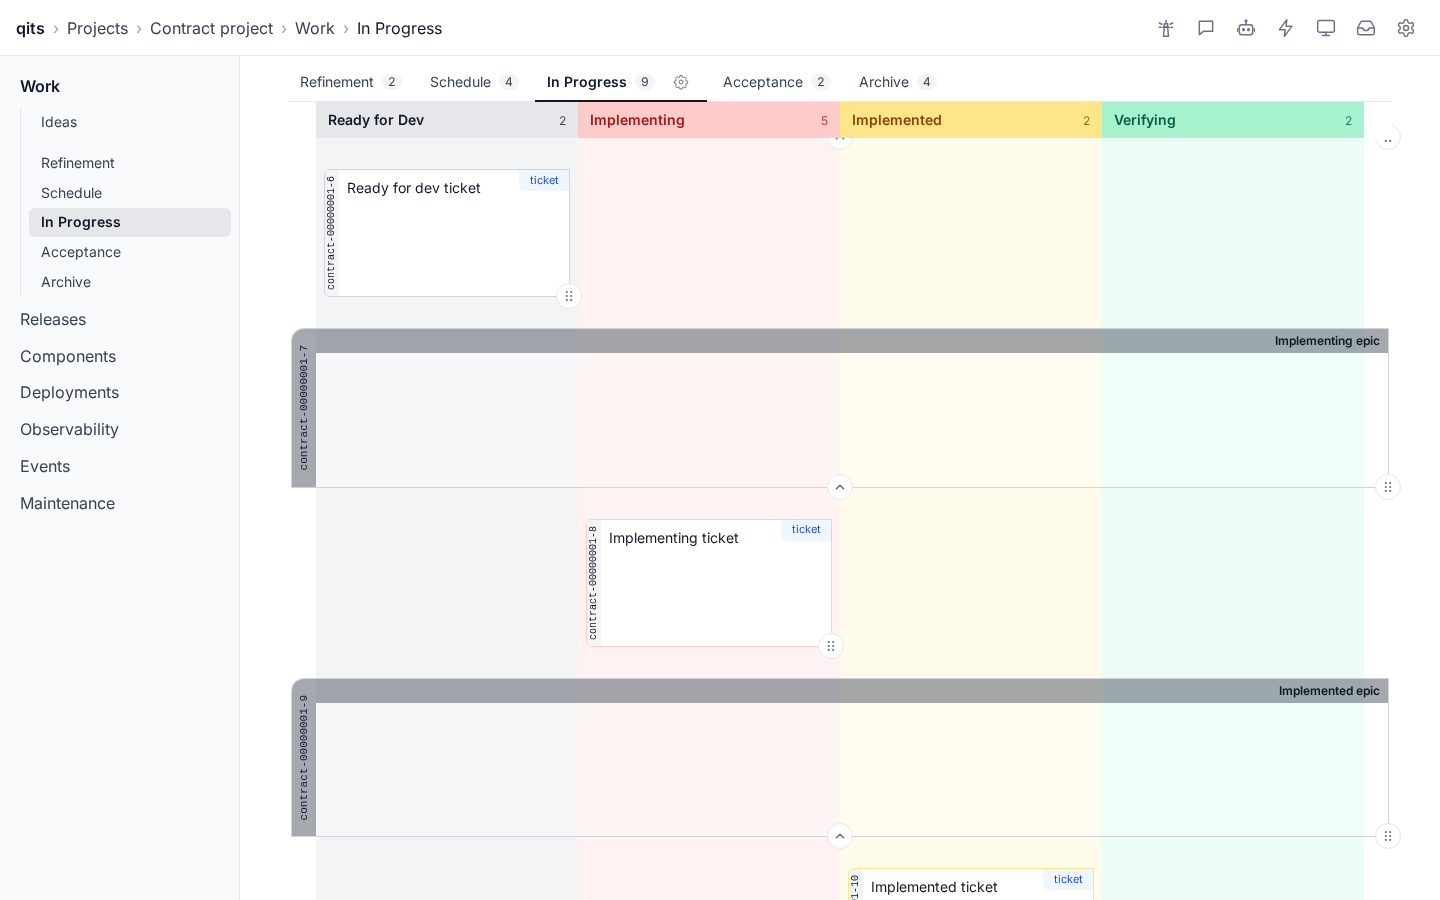 qits › Projects › Contract project › Work › In Progress
Work
Ideas
Refinement
Schedule
In Progress
Acceptance
Archive
Releases
Components
Deployments
Observability
Events
Maintenance
Refinement 2 Schedule 4 In Progress 9 Acceptance 2 Archive 4
Ready for Dev 2 Implementing 5 Implemented 2 Verifying 2
contract-00000001-6
Ready for dev ticket
ticket
contract-00000001-7
Implementing epic
contract-00000001-8
Implementing ticket
ticket
contract-00000001-9
Implemented epic
1-10
Implemented ticket
ticket